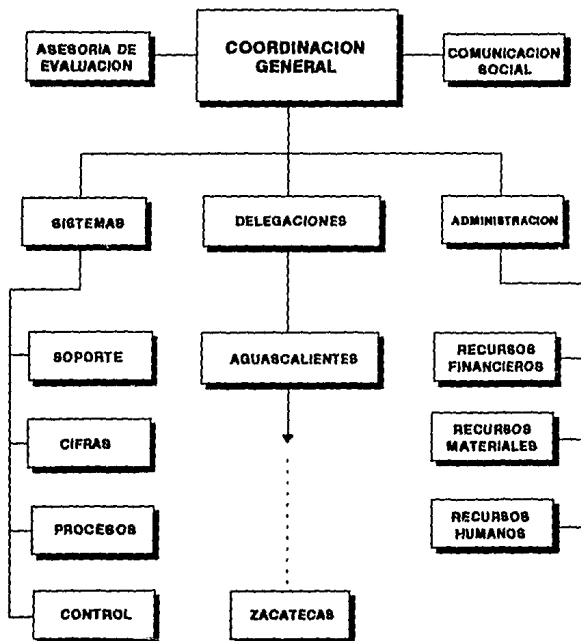 ASESORIA DE
EVALUACION
COORDINACION
GENERAL
COMUNICACION
SOCIAL
SISTEMAS
DELEGACIONES
ADMINISTRACION
SOPORTE
AGUASCALIENTES
RECURSOS
FINANCIEROS
CIFRAS
RECURSOS
MATERIALES
PROCESOS
RECURSOS
HUMANOS
CONTROL
ZACATECAS